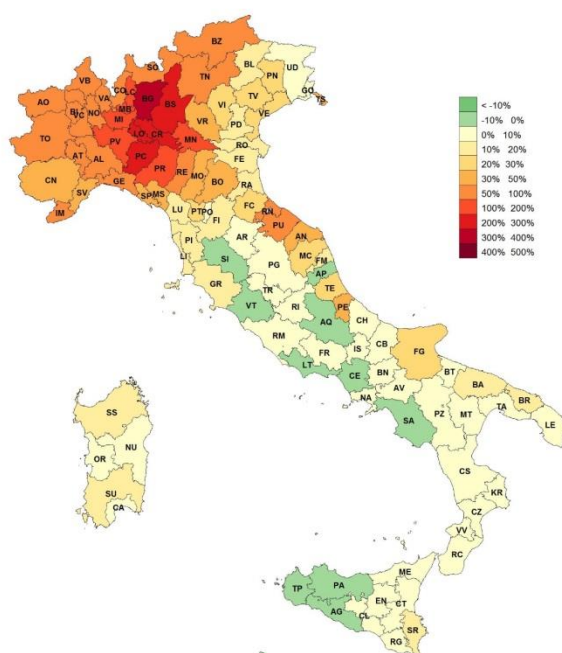 BZ
SO
BL
UD
VB
TN
PN
CO
LC
GO
TS
AO
VA
BG
BS
VI
TV
BI
MB
VC
NO
MI
VR
VE
TO
LO
CR
MN
PD
PV
RO
AT
AL
PC
FE
CN
PR
RE
MO
BO
GE
RA
SV
SP
MS
FC
IM
LU
PT
PO
RN
FI
PU
PI
AR
AN
LI
SI
MC
PG
FM
AP
GR
TE
TR
VT
RI
PE
AQ
CH
RM
CB
FR
IS
FG
LT
CE
BN
BT
BA
NA
AV
BR
SA
PZ
MT
TA
LE
SS
NU
OR
CS
SU
CA
KR
CZ
VV
RC
ME
TP
PA
EN
CT
AG
CL
SR
RG
< -10%
-10% 0%
0% 10%
10% 20%
20% 30%
30% 50%
50% 100%
100% 200%
200% 300%
300% 400%
400% 500%